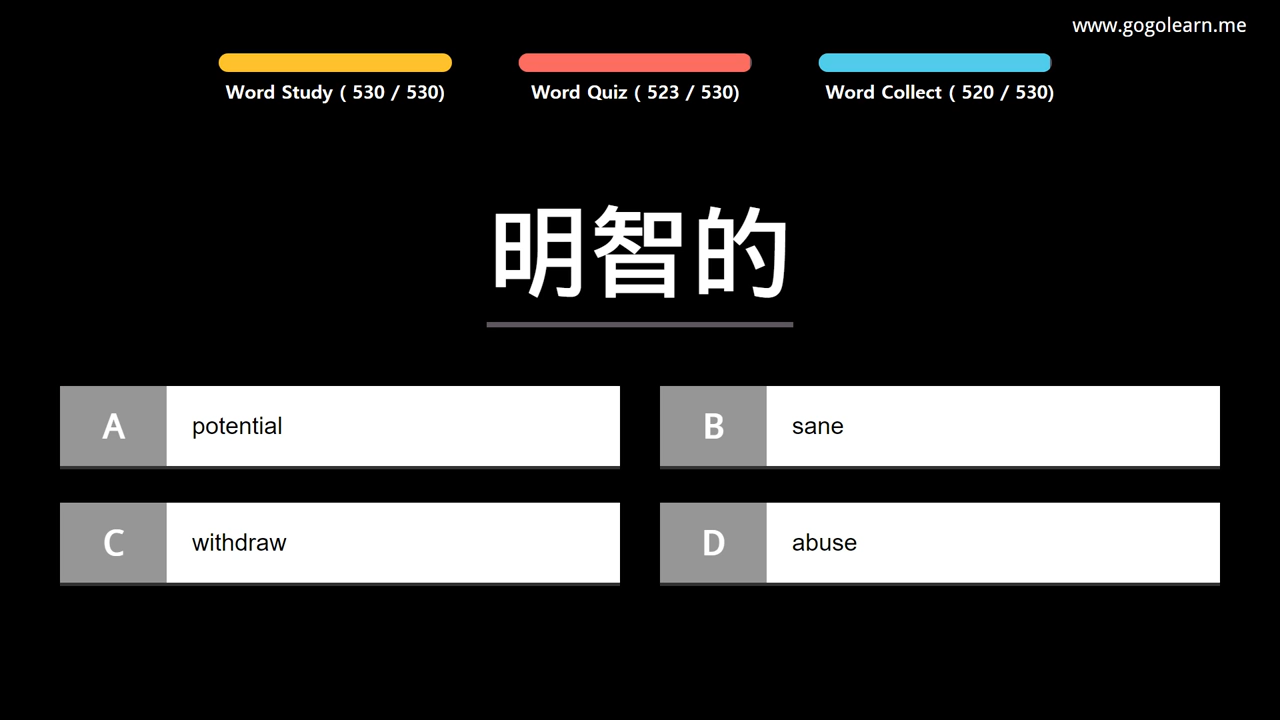 www.gogolearn.me
Word Study ( 530 / 530)
Word Quiz ( 523 / 530)
Word Collect ( 520 / 530)
明智的
A potential
B sane
C withdraw
D abuse